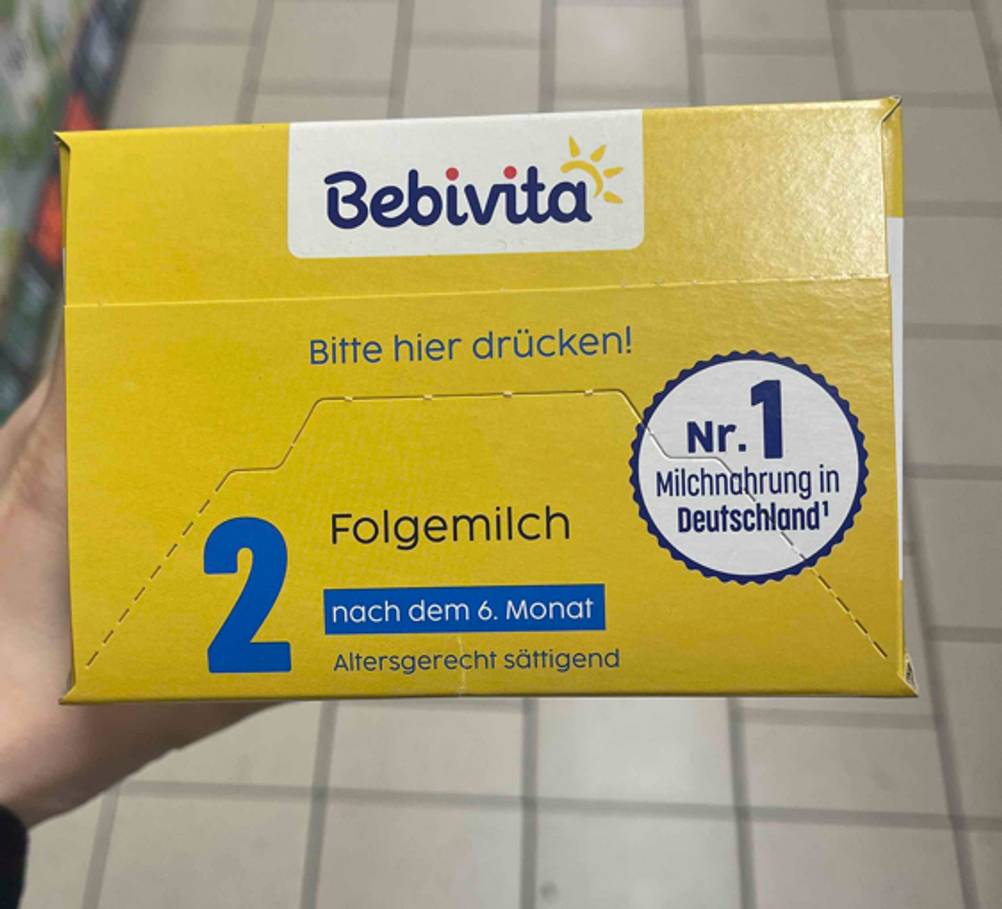 Bebivita
Bitte hier drücken!
Nr. 1
Milchnahrung in
Deutschland¹
2
Folgemilch
nach dem 6. Monat
Altersgerecht sättigend